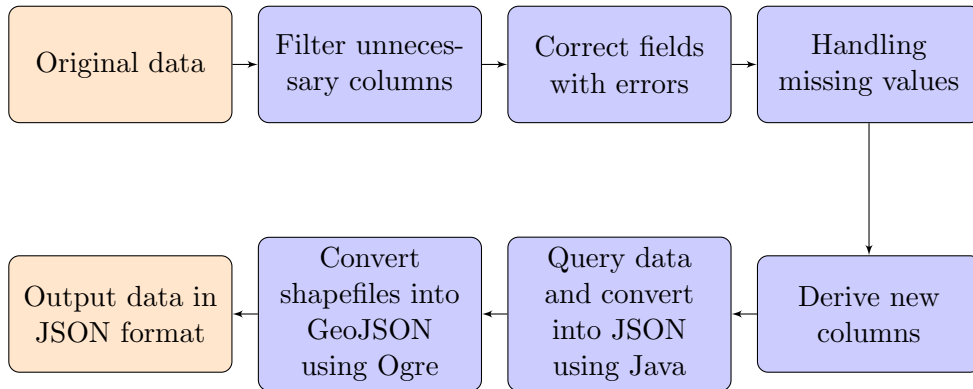 Original data
Filter unneces-
sary columns
Correct fields
with errors
Handling
missing values
Output data in
JSON format
Convert
shapefiles into
GeoJSON
using Ogre
Query data
and convert
into JSON
using Java
Derive new
columns